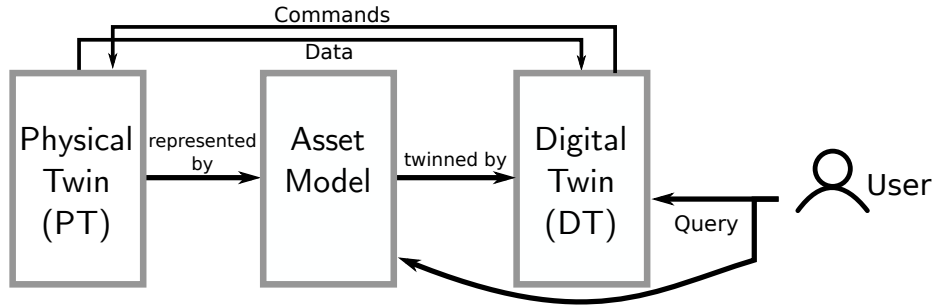 Commands
Data
Physical
Twin
(PT)
represented
by
Asset
Model
twinned by
Digital
Twin
(DT)
Query
User